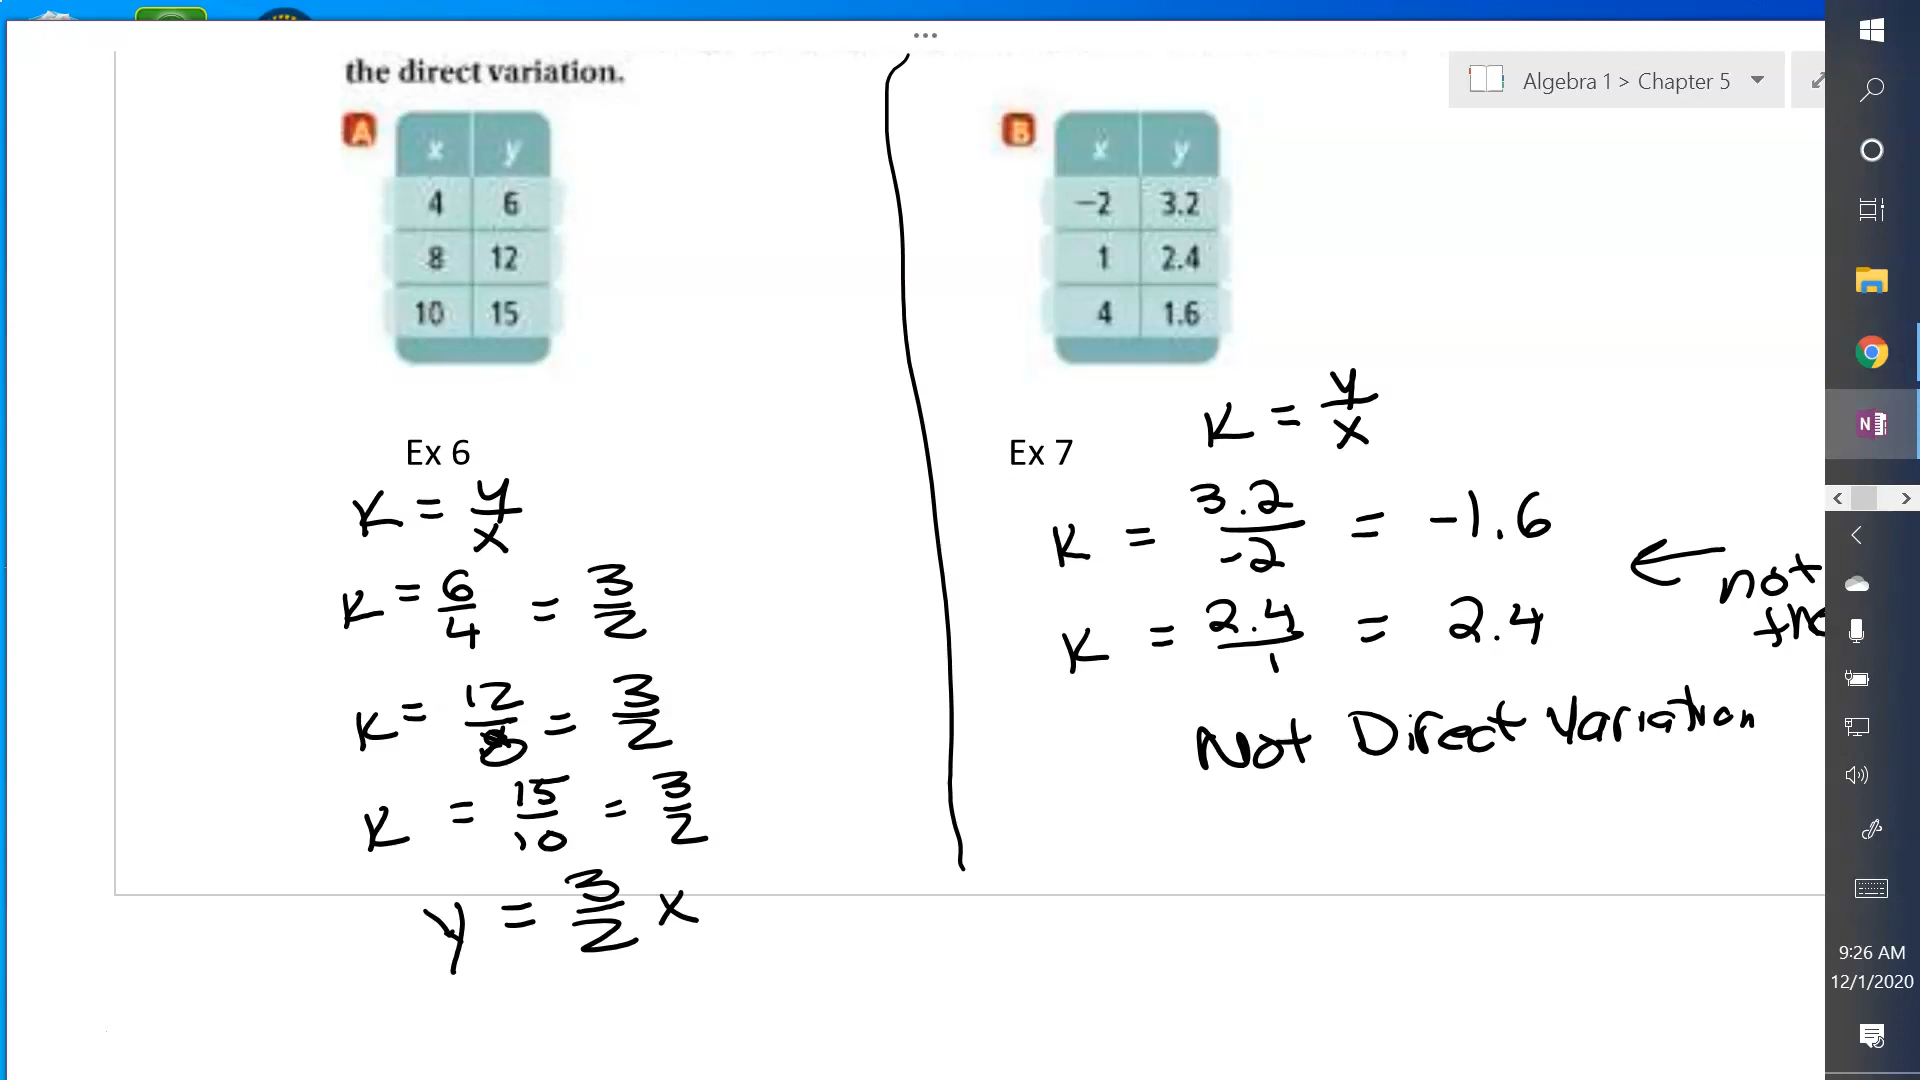 the direct variation.
Algebra 1 > Chapter 5
A
x y
4 6
8 12
10 15
B
x y
-2 3.2
1 2.4
4 1.6
Ex 6
K = y/x
K = 6/4 = 3/2
K = 12/8 = 3/2
K = 15/10 = 3/2
y = 3/2 x
Ex 7
K = y/x
K = 3.2/-2 = -1.6
K = 2.4/1 = 2.4
not
the
Not Direct Variation
N
9:26 AM
12/1/2020